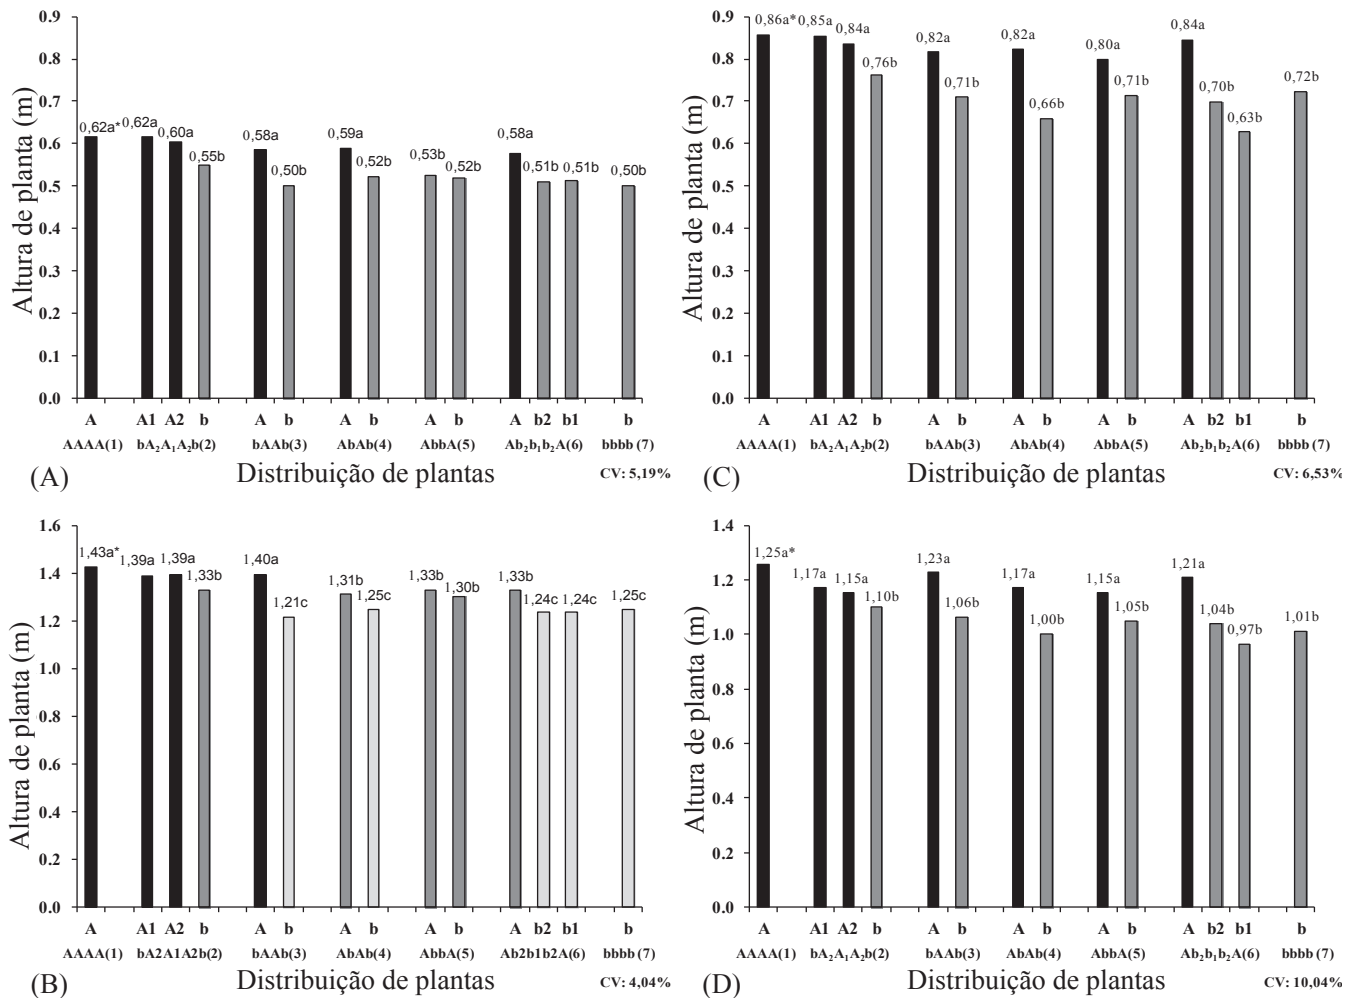 Altura de planta (m)
0.9
0.8
0.7
0.6
0.5
0.4
0.3
0.2
0.1
0.0
0,62a*
0,62a
0,60a
0,55b
0,58a
0,50b
0,59a
0,52b
0,53b
0,52b
0,58a
0,51b
0,51b
0,50b
A A1 A2 b A b A b A b A b2 b1 b
AAAA(1) bA₂A₁A₂b(2) bAAb(3) AbAb(4) AbbA(5) Ab₂b₁b₂A(6) bbbb (7)
(A) Distribuição de plantas CV: 5,19%
Altura de planta (m)
0.9
0.8
0.7
0.6
0.5
0.4
0.3
0.2
0.1
0.0
0,86a*
0,85a
0,84a
0,76b
0,82a
0,71b
0,82a
0,66b
0,80a
0,71b
0,84a
0,70b
0,63b
0,72b
A A1 A2 b A b A b A b A b2 b1 b
AAAA(1) bA₂A₁A₂b(2) bAAb(3) AbAb(4) AbbA(5) Ab₂b₁b₂A(6) bbbb (7)
(C) Distribuição de plantas CV: 6,53%
Altura de planta (m)
1.6
1.4
1.2
1.0
0.8
0.6
0.4
0.2
0.0
1,43a*
1,39a
1,39a
1,33b
1,40a
1,21c
1,31b
1,25c
1,33b
1,30b
1,33b
1,24c
1,24c
1,25c
A A1 A2 b A b A b A b A b2 b1 b
AAAA(1) bA2A1A2b(2) bAAb(3) AbAb(4) AbbA(5) Ab2b1b2A(6) bbbb (7)
(B) Distribuição de plantas CV: 4,04%
Altura de planta (m)
1.4
1.2
1.0
0.8
0.6
0.4
0.2
0.0
1,25a*
1,17a
1,15a
1,10b
1,23a
1,06b
1,17a
1,00b
1,15a
1,05b
1,21a
1,04b
0,97b
1,01b
A A1 A2 b A b A b A b A b2 b1 b
AAAA(1) bA₂A₁A₂b(2) bAAb(3) AbAb(4) AbbA(5) Ab₂b₁b₂A(6) bbbb (7)
(D) Distribuição de plantas CV: 10,04%